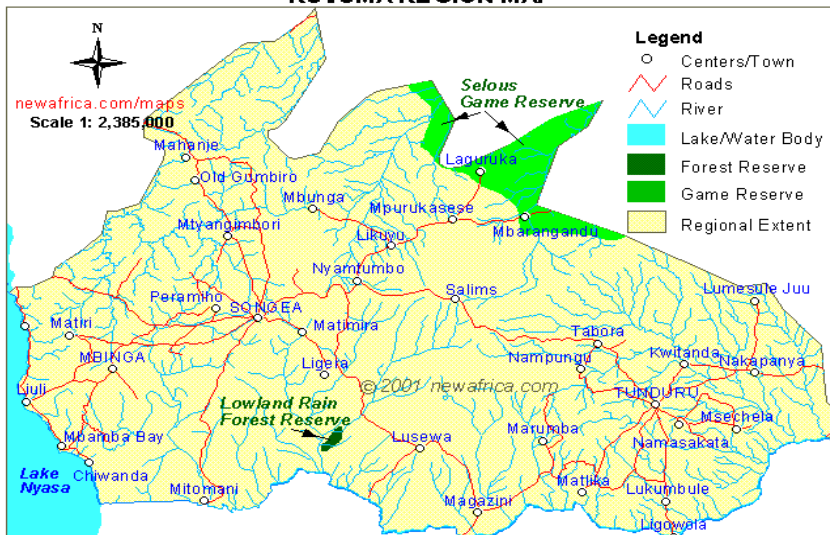 RUVUMA REGION MAP
N
newafrica.com/maps
Scale 1: 2,385,000
Legend
Centers/Town
Roads
River
Lake/Water Body
Forest Reserve
Game Reserve
Regional Extent
Selous
Game Reserve
Mahanje
Old Gumbiro
Laguruka
Mbunga
Mpurukasese
Mbarangandu
Mtyangimbori
Likuyu
Nyamtumbo
Peramiho
SONGEA
Salims
Lumesule Juu
Matiri
Matimira
Tabora
MBINGA
Ligera
Nampungu
Kwitanda
Nakapanya
© 2001 newafrica.com
Liuli
Lowland Rain
Forest Reserve
TUNDURU
Msechela
Mbamba Bay
Lusewa
Marumba
Namasakata
Lake
Nyasa
Chiwanda
Mitomani
Magazini
Matlika
Lukumbule
Ligowola